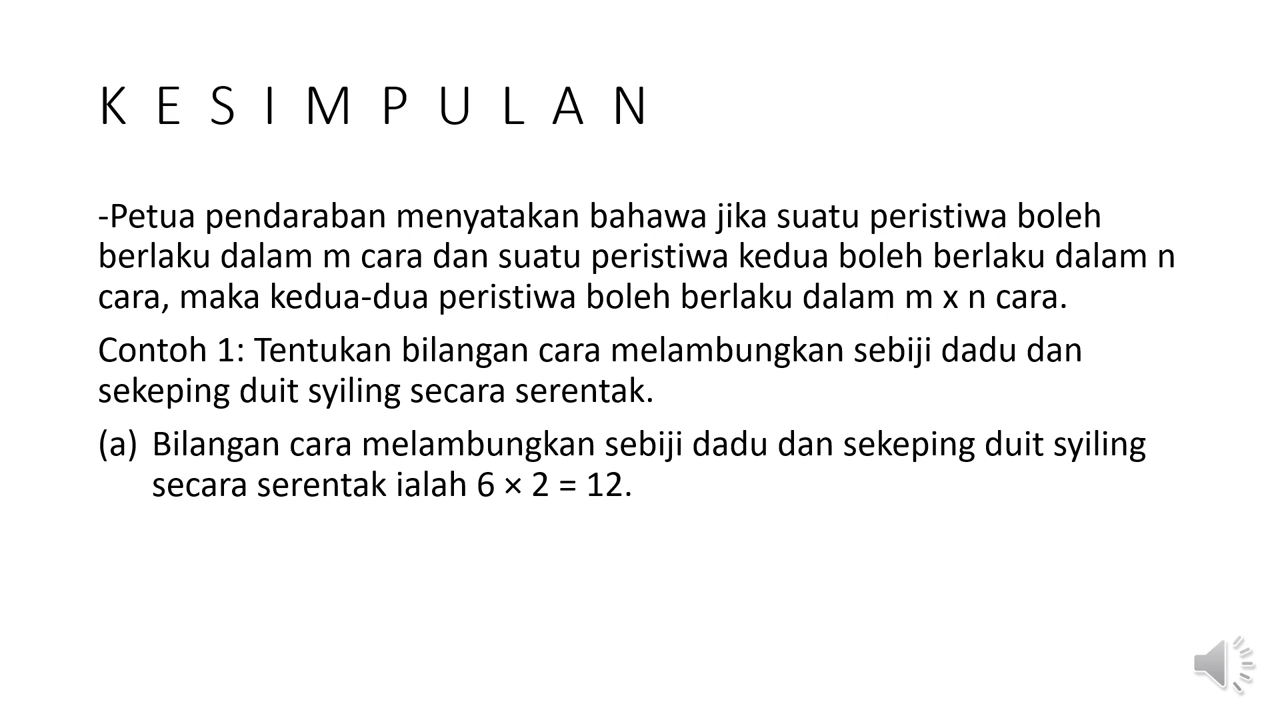 K E S I M P U L A N
-Petua pendaraban menyatakan bahawa jika suatu peristiwa boleh
berlaku dalam m cara dan suatu peristiwa kedua boleh berlaku dalam n
cara, maka kedua-dua peristiwa boleh berlaku dalam m x n cara.
Contoh 1: Tentukan bilangan cara melambungkan sebiji dadu dan
sekeping duit syiling secara serentak.
(a) Bilangan cara melambungkan sebiji dadu dan sekeping duit syiling
secara serentak ialah 6 × 2 = 12.